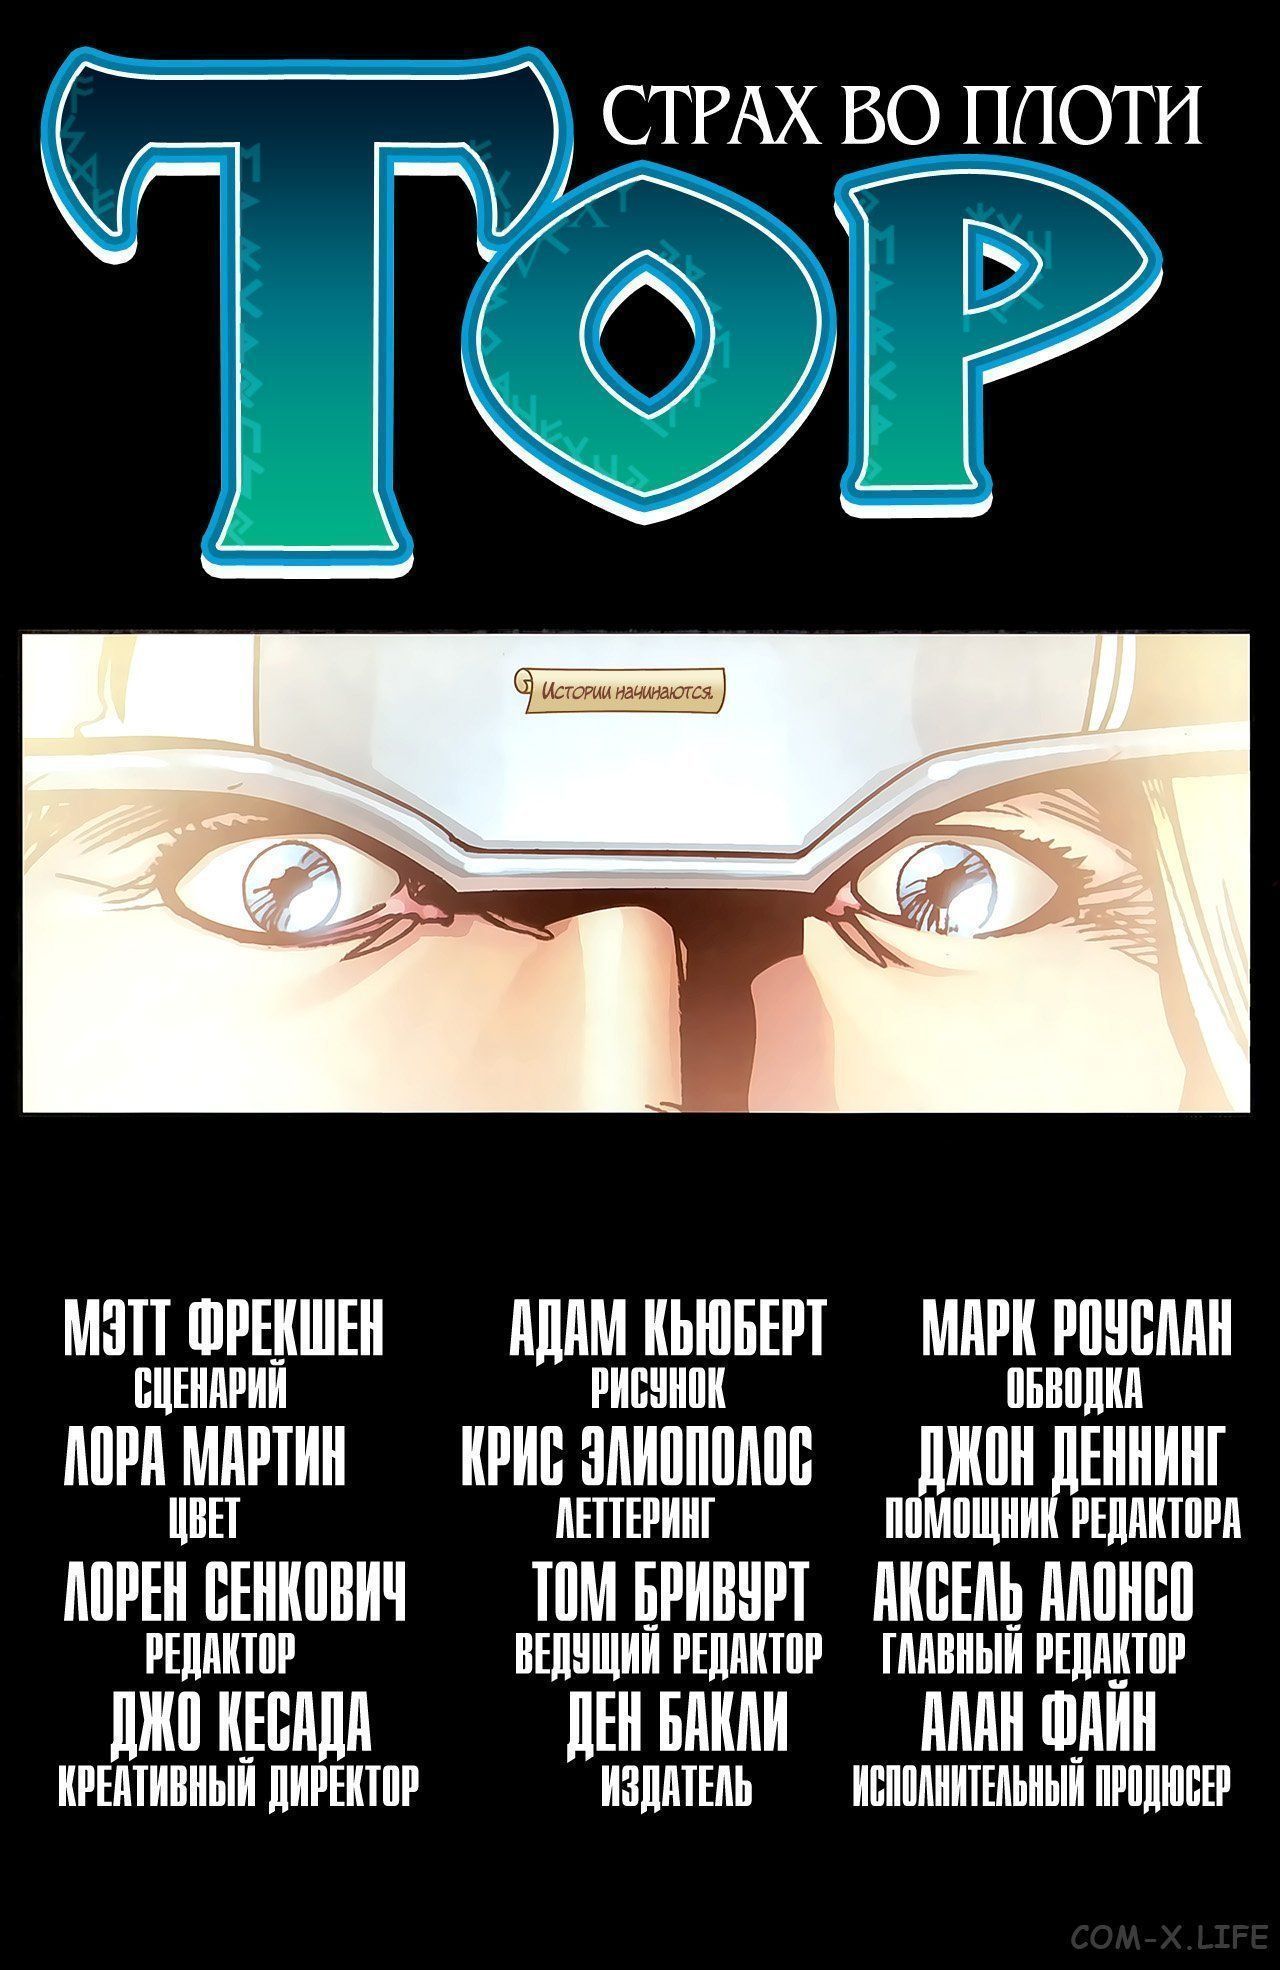 СТРАХ ВО ПЛОТИ
ТОР
Истории начинаются.
МЭТТ ФРЕКШЕН
СЦЕНАРИЙ
АДАМ КЬЮБЕРТ
РИСУНОК
МАРК РОУСЛАН
ОБВОДКА
ЛОРА МАРТИН
ЦВЕТ
КРИС ЭЛИОПОЛОС
ЛЕТТЕРИНГ
ДЖОН ДЕННИНГ
ПОМОЩНИК РЕДАКТОРА
ЛОРЕН СЕНКОВИЧ
РЕДАКТОР
ТОМ БРИВУРТ
ВЕДУЩИЙ РЕДАКТОР
АКСЕЛЬ АЛОНСО
ГЛАВНЫЙ РЕДАКТОР
ДЖО КЕСАДА
КРЕАТИВНЫЙ ДИРЕКТОР
ДЕН БАКЛИ
ИЗДАТЕЛЬ
АЛАН ФАЙН
ИСПОЛНИТЕЛЬНЫЙ ПРОДЮСЕР
COM-X.LIFE